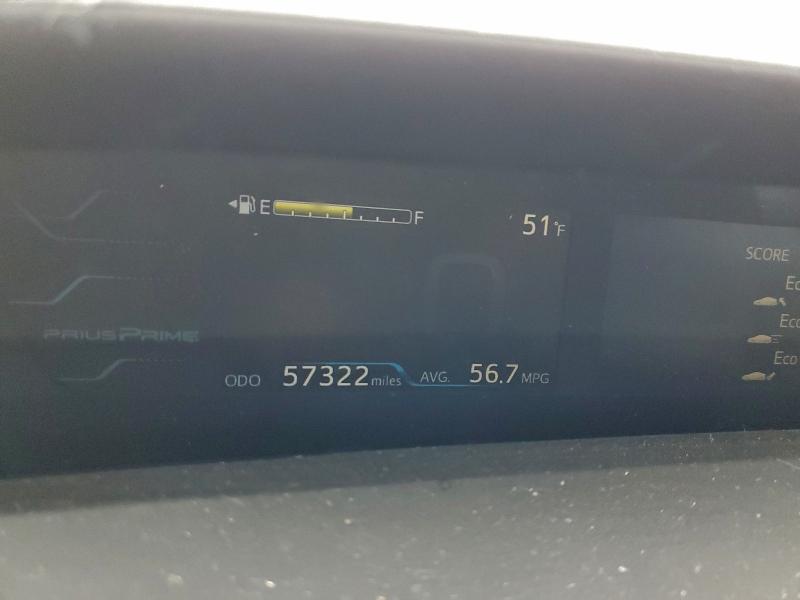 E F 51°F
SCORE
Ec
PRIUS PRIME
Eco
Eco
ODO 57322 miles AVG. 56.7 MPG